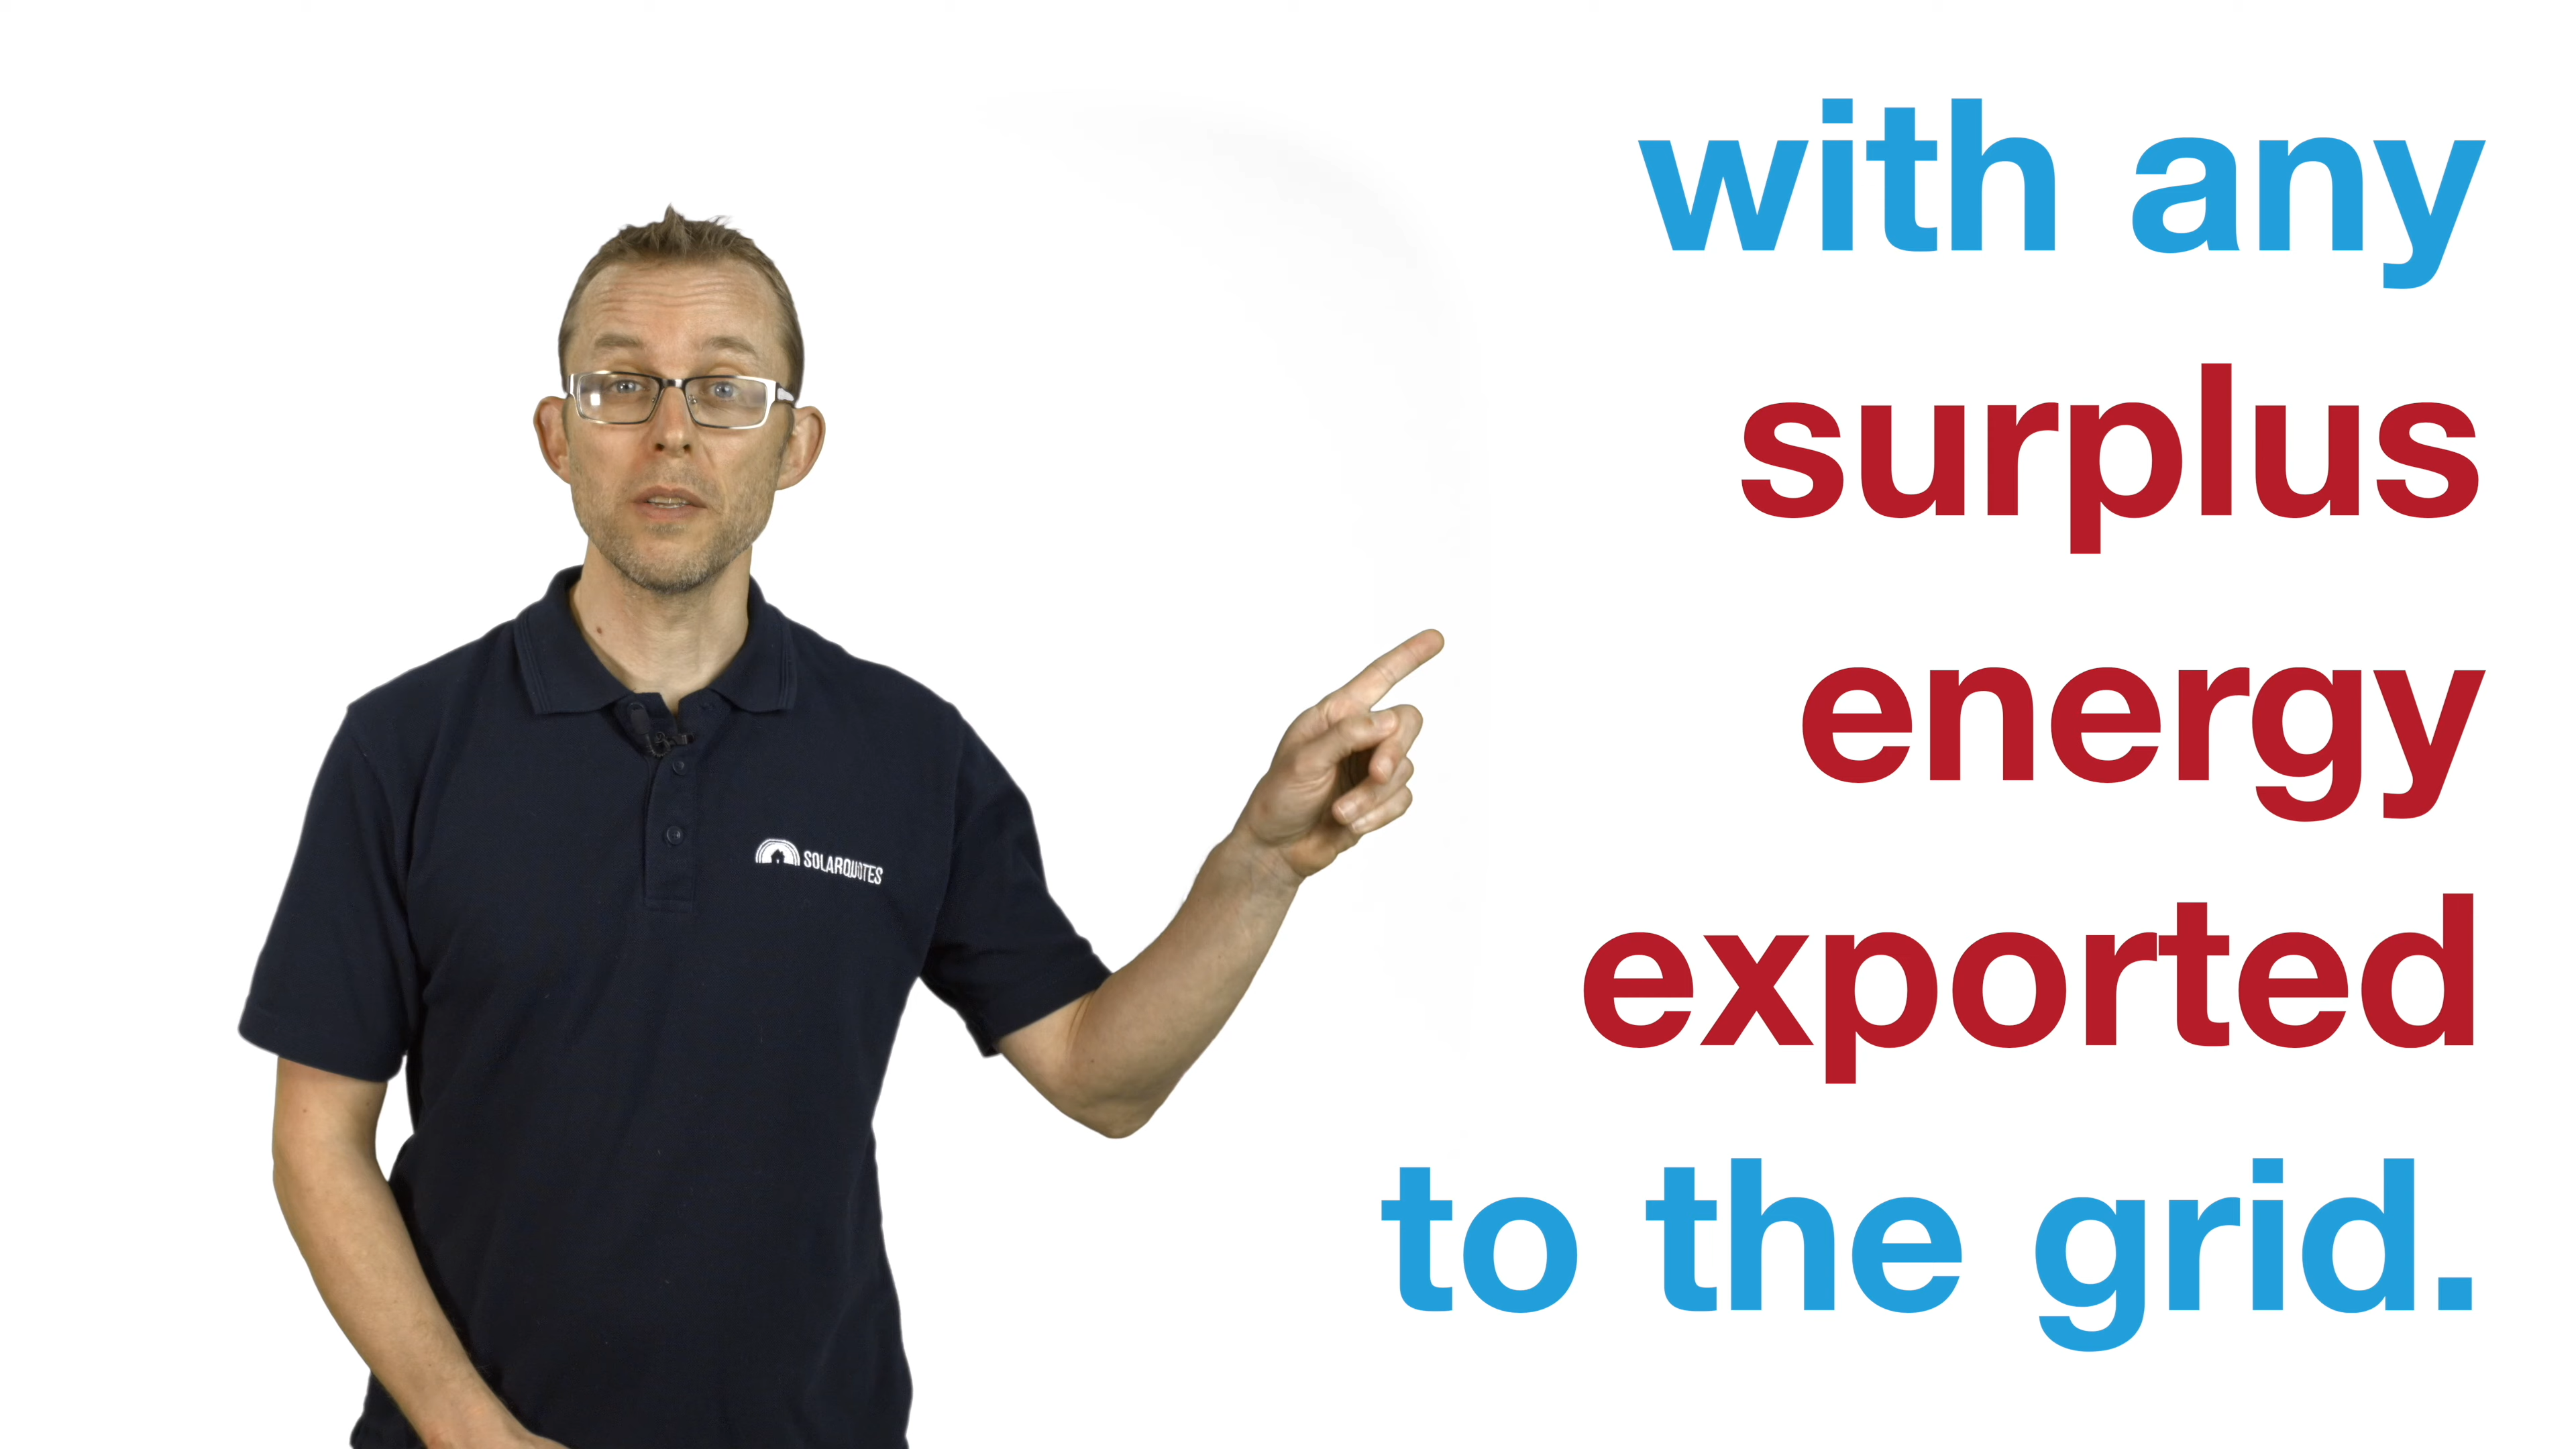 with any
surplus
energy
exported
to the grid.
SOLARQUOTES